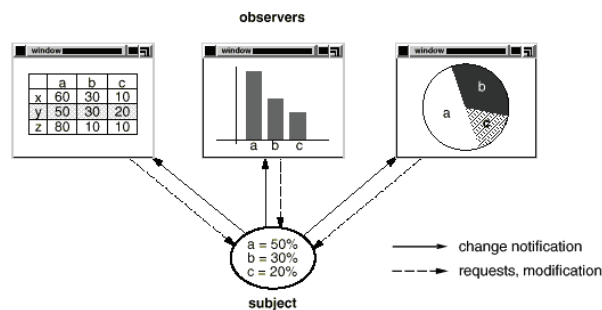 observers
window
a b c
x 60 30 10
y 50 30 20
z 80 10 10
window
a b c
window
a
b
c
a = 50%
b = 30%
c = 20%
subject
change notification
requests, modification